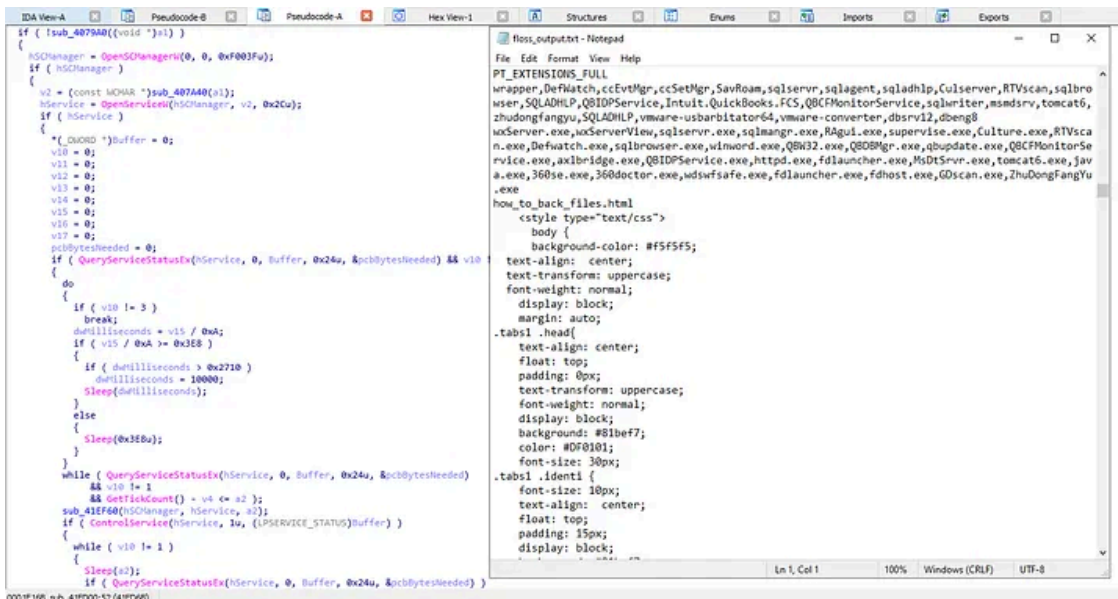 IDA View-A
Pseudocode-B
Pseudocode-A
Hex View-1
Structures
Enums
Imports
Exports
if ( !sub_4079A0((void *)a1) )
{
hSCManager = OpenSCManagerW(0, 0, 0xF003Fu);
if ( hSCManager )
{
v2 = (const WCHAR *)sub_407A40(a1);
hService = OpenServiceW(hSCManager, v2, 0x2Cu);
if ( hService )
{
*(_DWORD *)Buffer = 0;
v10 = 0;
v11 = 0;
v12 = 0;
v13 = 0;
v14 = 0;
v15 = 0;
v16 = 0;
v17 = 0;
pcbBytesNeeded = 0;
if ( QueryServiceStatusEx(hService, 0, Buffer, 0x24u, &pcbBytesNeeded) && v10 !
{
do
{
if ( v10 != 3 )
break;
dwMilliseconds = v15 / 0xA;
if ( v15 / 0xA >= 0x3E8 )
{
if ( dwMilliseconds > 0x2710 )
dwMilliseconds = 10000;
Sleep(dwMilliseconds);
}
else
{
Sleep(0x3E8u);
}
}
while ( QueryServiceStatusEx(hService, 0, Buffer, 0x24u, &pcbBytesNeeded)
&& v10 != 1
&& GetTickCount() - v4 <= a2 );
sub_41EF60(hSCManager, hService, a2);
if ( ControlService(hService, 1u, (LPSERVICE_STATUS)Buffer) )
{
while ( v10 != 1 )
{
Sleep(a2);
if ( QueryServiceStatusEx(hService, 0, Buffer, 0x24u, &pcbBytesNeeded) )
floss_output.txt - Notepad
File Edit Format View Help
PT_EXTENSIONS_FULL
wrapper,DefWatch,ccEvtMgr,ccSetMgr,SavRoam,sqlservr,sqlagent,sqladhlp,Culserver,RTVscan,sqlbro
wser,SQLADHLP,QBIDPService,Intuit.QuickBooks.FCS,QBCFMonitorService,sqlwriter,msmdsrv,tomcat6,
zhudongfangyu,SQLADHLP,vmware-usbarbitator64,vmware-converter,dbsrv12,dbeng8
wxServer.exe,wxServerView,sqlservr.exe,sqlmangr.exe,RAgui.exe,supervise.exe,Culture.exe,RTVsca
n.exe,Defwatch.exe,sqlbrowser.exe,winword.exe,QBW32.exe,QBDBMgr.exe,qbupdate.exe,QBCFMonitorSe
rvice.exe,axlbridge.exe,QBIDPService.exe,httpd.exe,fdlauncher.exe,MsDtSrvr.exe,tomcat6.exe,jav
a.exe,360se.exe,360doctor.exe,wdswfsafe.exe,fdlauncher.exe,fdhost.exe,GDscan.exe,ZhuDongFangYu
.exe
how_to_back_files.html
<style type="text/css">
body {
background-color: #f5f5f5;
text-align: center;
text-transform: uppercase;
font-weight: normal;
display: block;
margin: auto;
.tabs1 .head{
text-align: center;
float: top;
padding: 0px;
text-transform: uppercase;
font-weight: normal;
display: block;
background: #81bef7;
color: #DF0101;
font-size: 30px;
.tabs1 .identi {
font-size: 10px;
text-align: center;
float: top;
padding: 15px;
display: block;
Ln 1, Col 1
100%
Windows (CRLF)
UTF-8